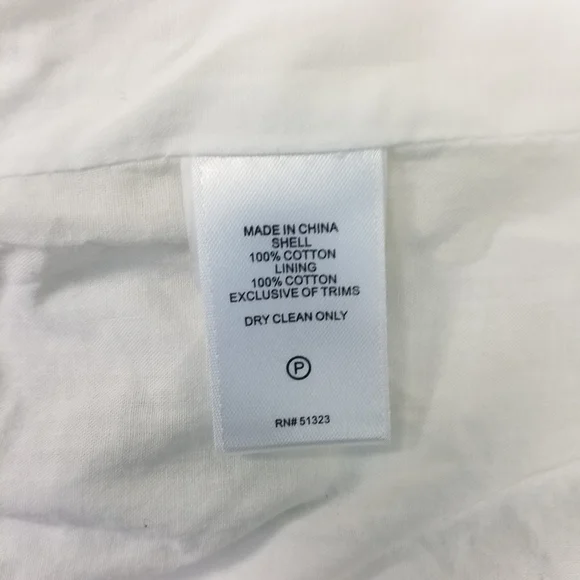 MADE IN CHINA
SHELL
100% COTTON
LINING
100% COTTON
EXCLUSIVE OF TRIMS
DRY CLEAN ONLY
P
RN# 51323